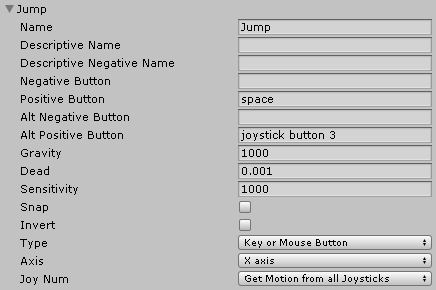 Jump
Name Jump
Descriptive Name
Descriptive Negative Name
Negative Button
Positive Button space
Alt Negative Button
Alt Positive Button joystick button 3
Gravity 1000
Dead 0.001
Sensitivity 1000
Snap
Invert
Type Key or Mouse Button
Axis X axis
Joy Num Get Motion from all Joysticks